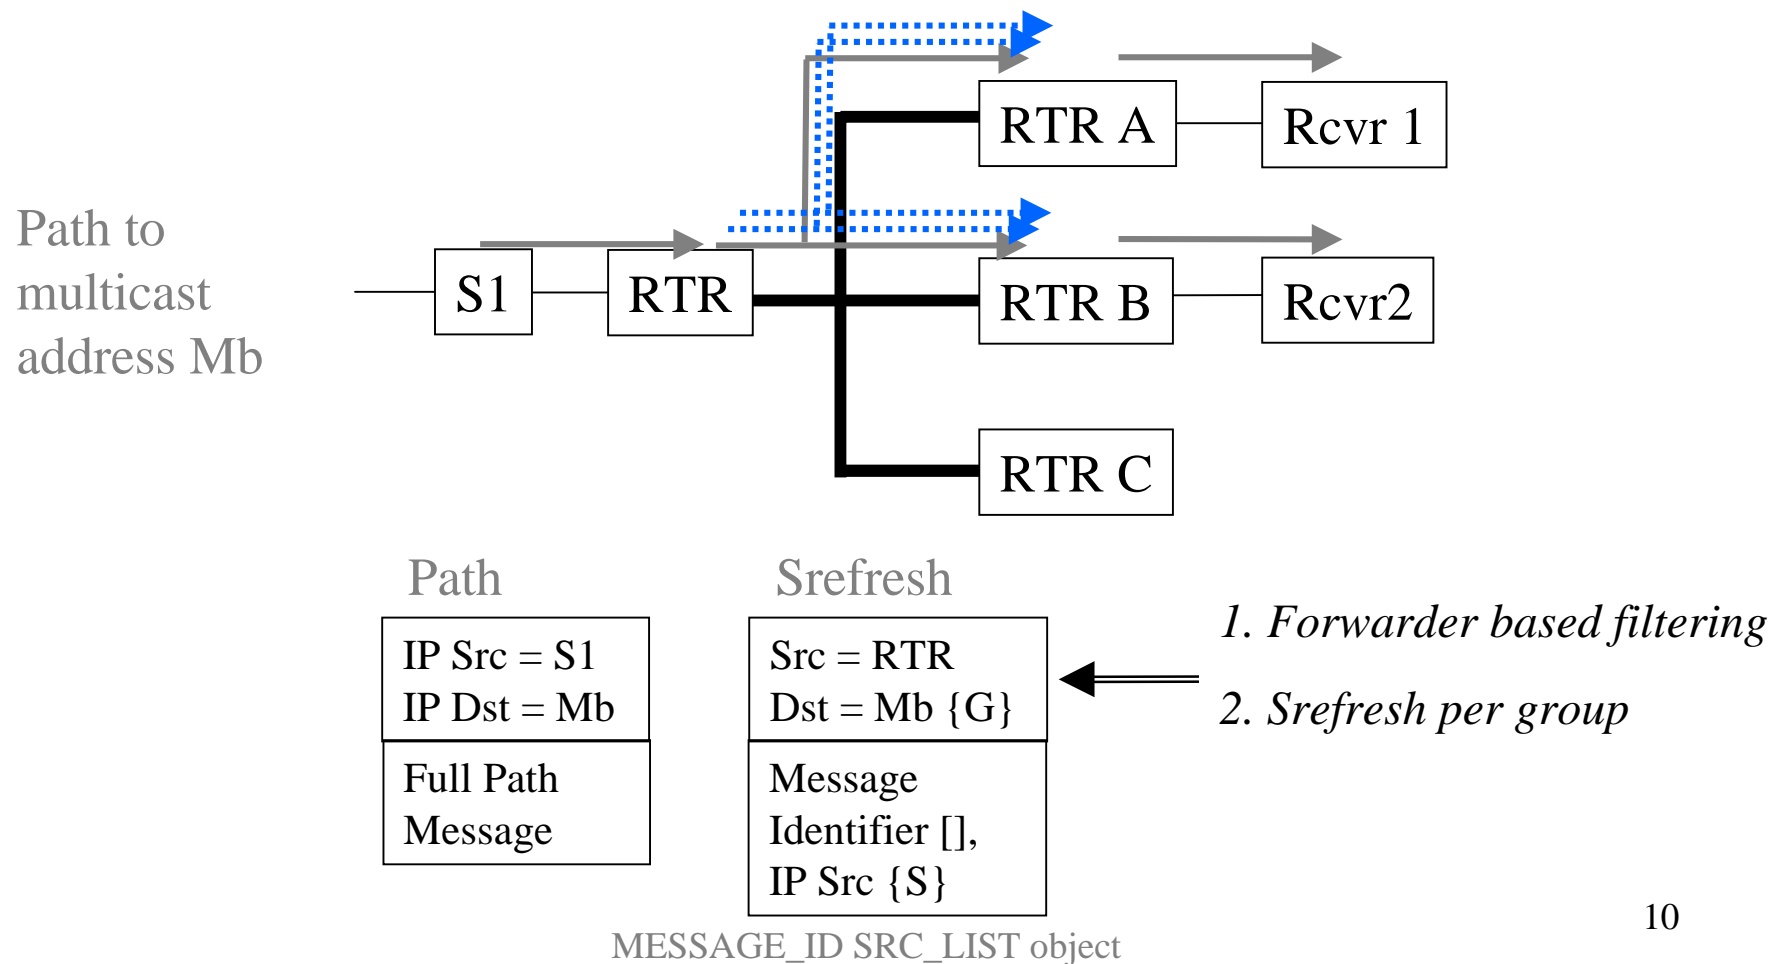 RTR A
Rcvr 1
Path to
multicast
address Mb
S1
RTR
RTR B
Rcvr2
RTR C
Path
IP Src = S1
IP Dst = Mb
Full Path
Message
Srefresh
Src = RTR
Dst = Mb {G}
Message
Identifier [],
IP Src {S}
1. Forwarder based filtering
2. Srefresh per group
MESSAGE_ID SRC_LIST object
10